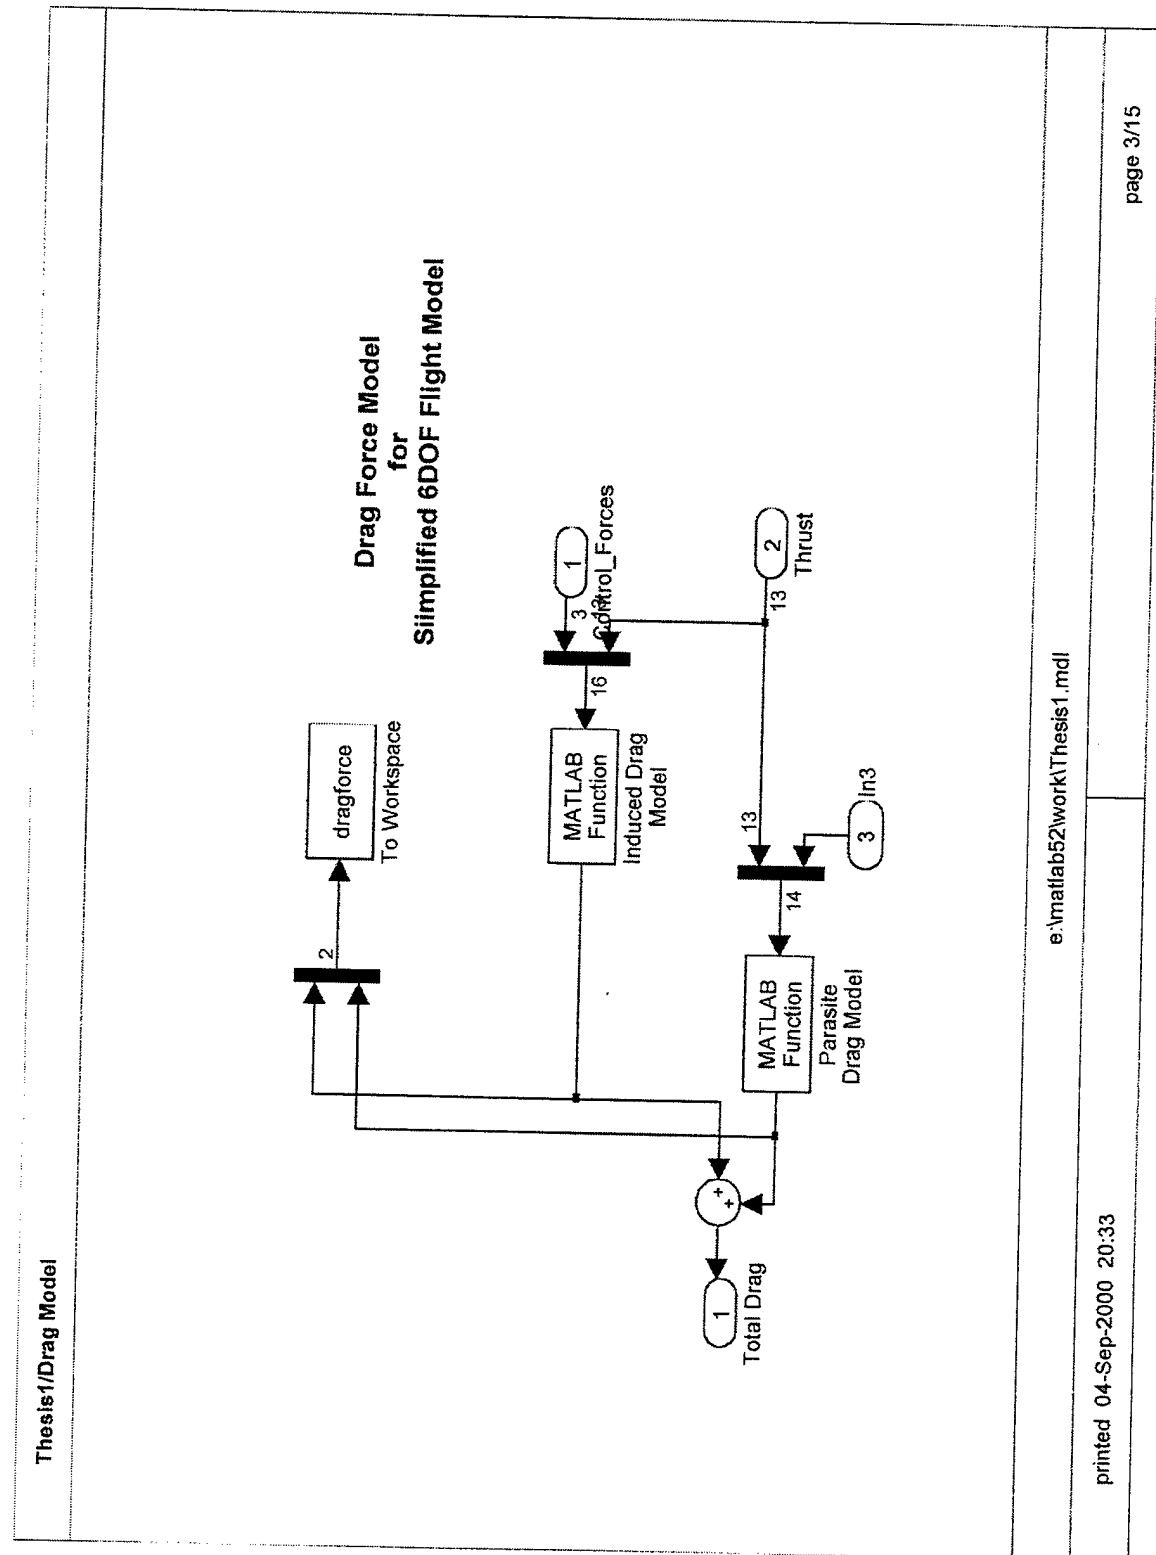 Thesis1/Drag Model
Drag Force Model
for
Siimplified 6DOF Flight Model
2
dragforce
To Workspace
1
Control_Forces
3
13
16
MATLAB
Function
Induced Drag
Model
2
Thrust
13
13
3
In3
14
MATLAB
Function
Parasite
Drag Model
+
+
1
Total Drag
e:\matlab52\work\Thesis1.mdl
printed 04-Sep-2000 20:33
page 3/15